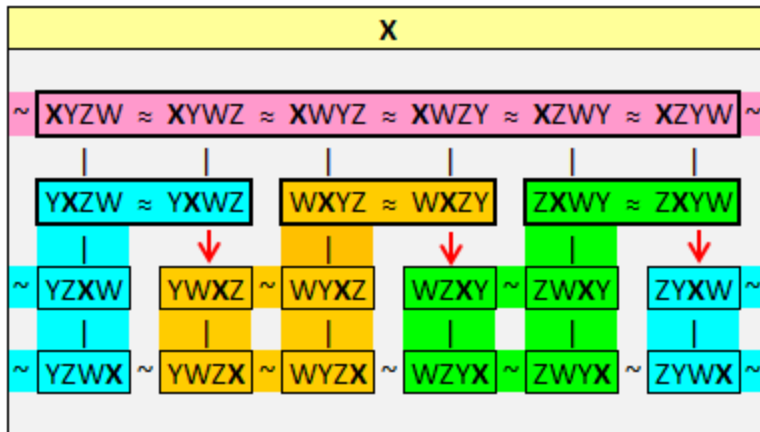 X
~ XYZW ≈ XYWZ ≈ XWYZ ≈ XWZY ≈ XZWY ≈ XZYW ~
| | | | | |
YXZW ≈ YXWZ WXYZ ≈ WXZY ZXWY ≈ ZXYW
| ↓ | ↓ | ↓
~ YZXW YWXZ ~ WYXZ WZXY ~ ZWXY ZYXW ~
| | | | | |
~ YZWX ~ YWZX ~ WYZX ~ WZYX ~ ZWYX ~ ZYWX ~